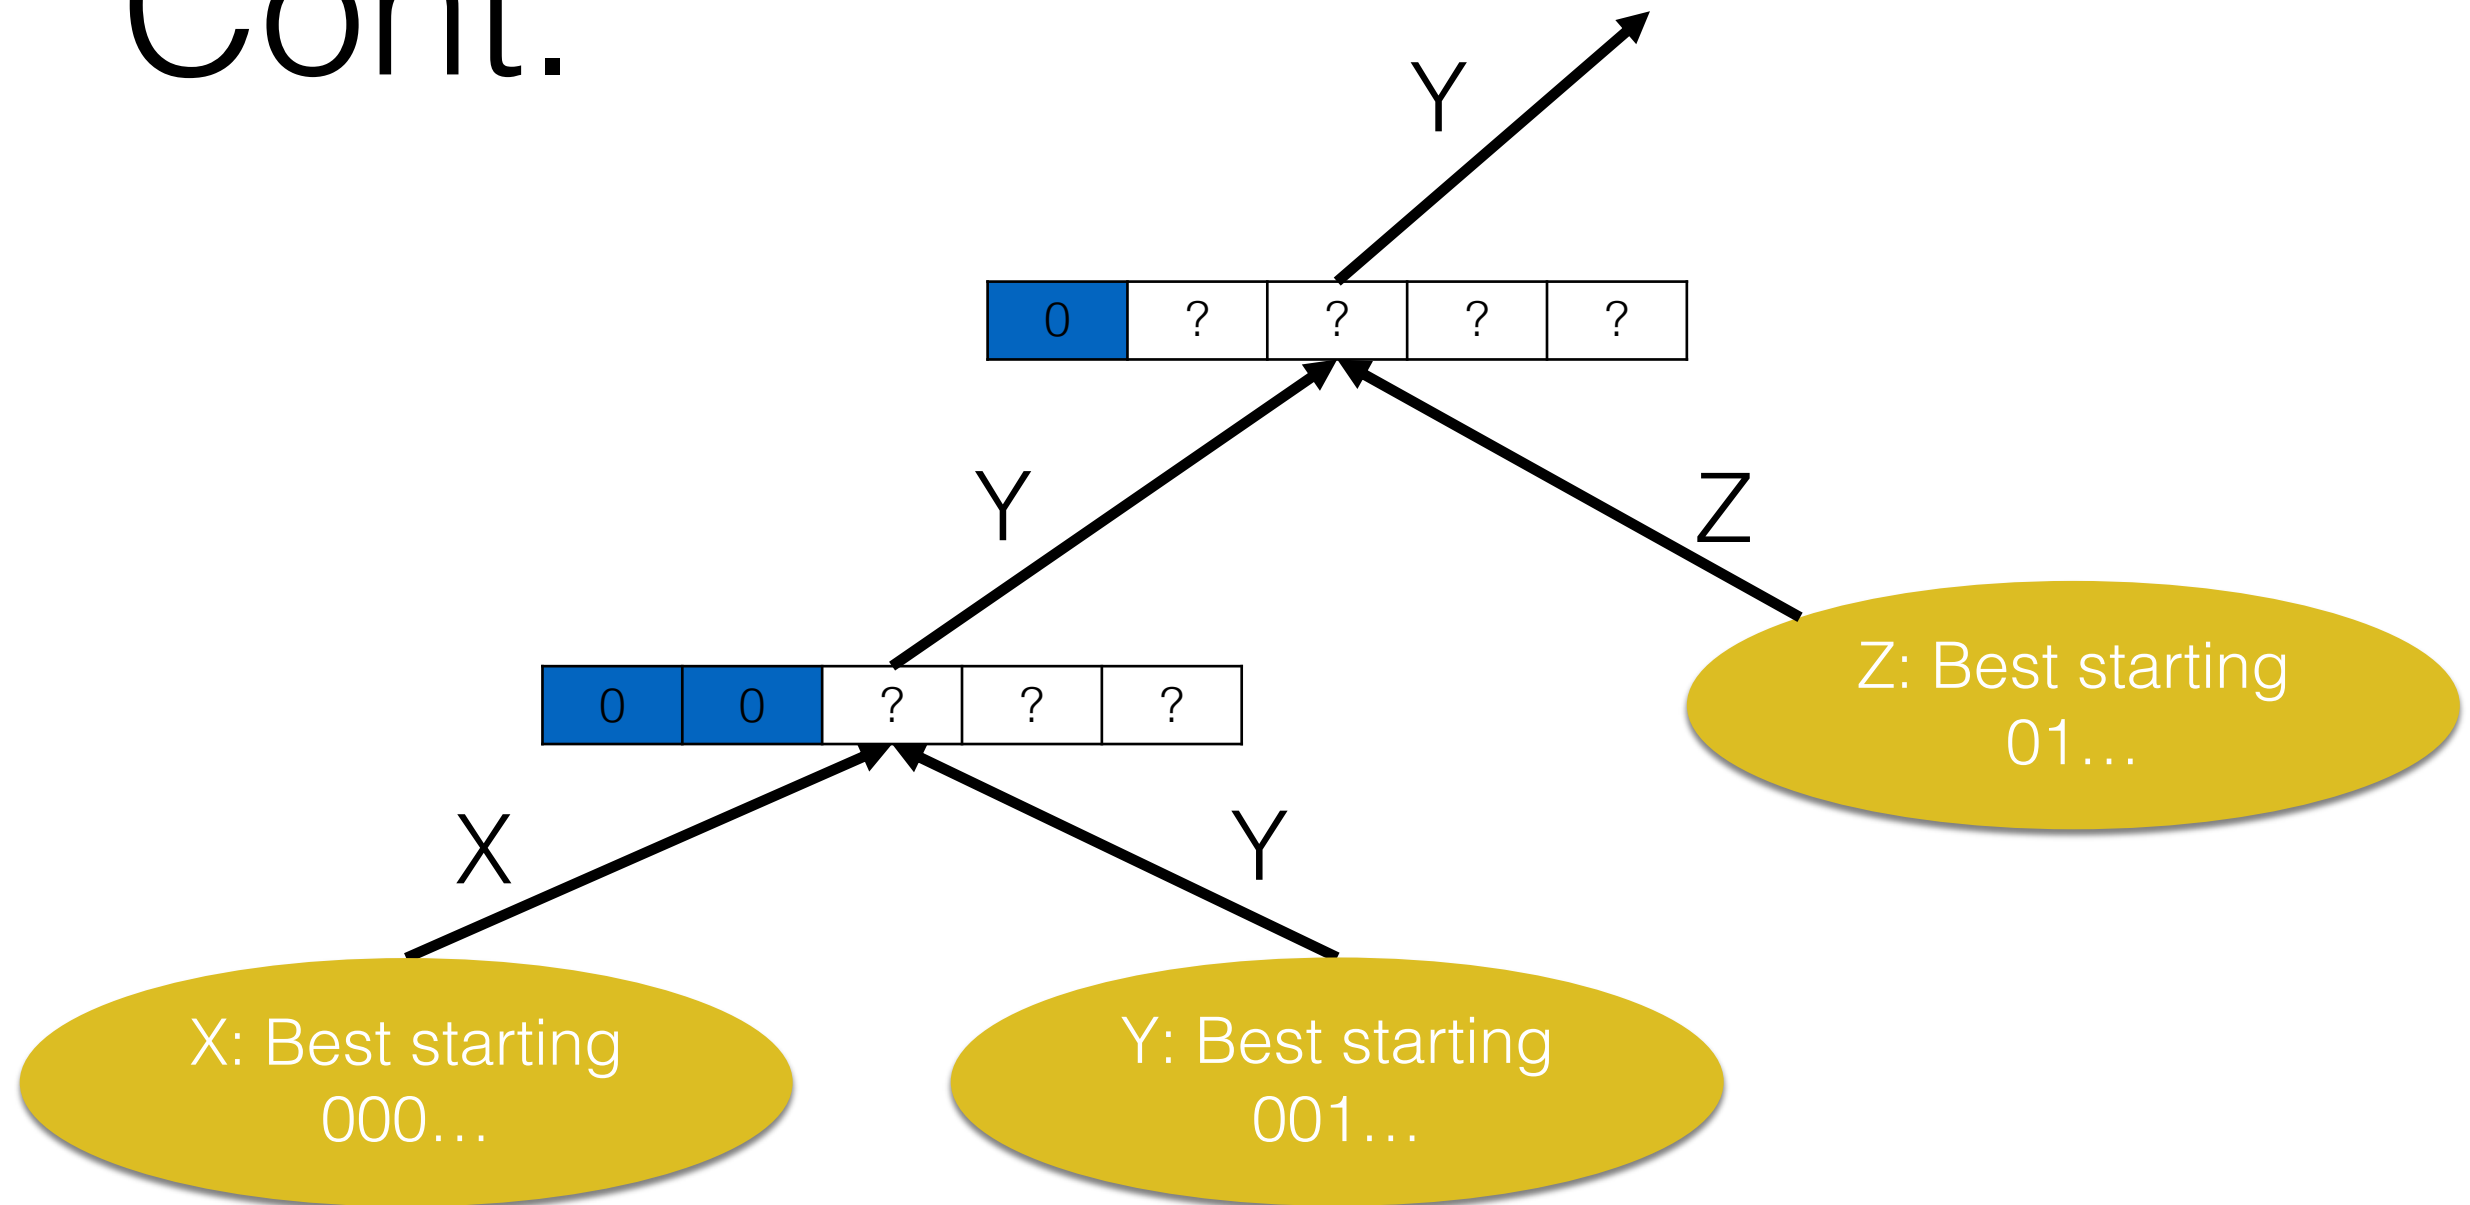 Cont.
Y
0 ? ? ? ?
Y
Z
Z: Best starting
01...
0 0 ? ? ?
X
Y
X: Best starting
000...
Y: Best starting
001...